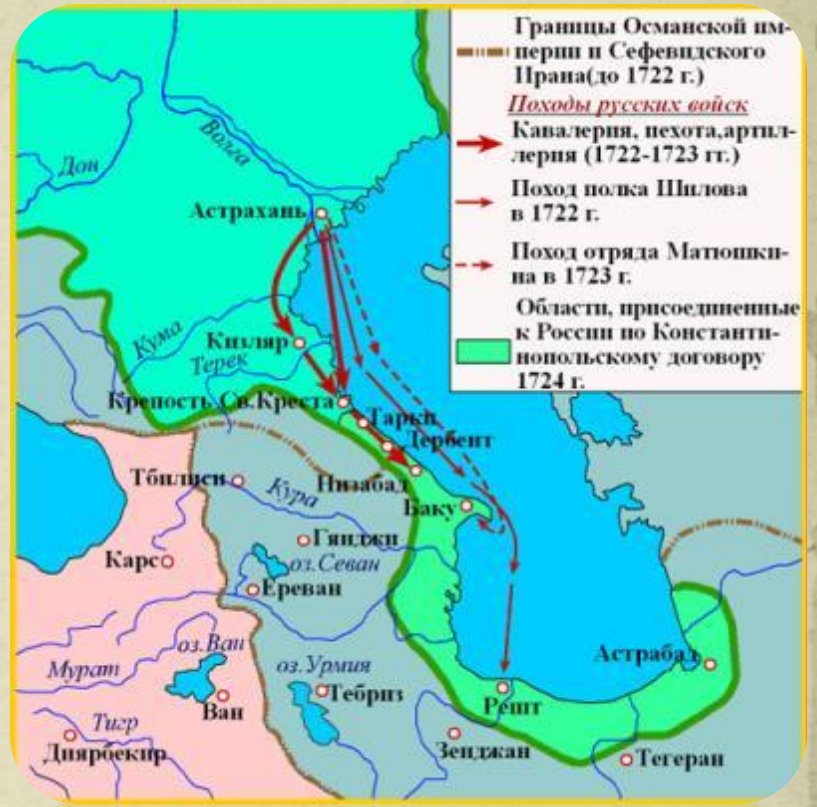 Границы Османской им-
перии и Сефевидского
Ирана(до 1722 г.)
Походы русских войск
Кавалерия, пехота,артил-
лерия (1722-1723 гг.)
Поход полка Шилова
в 1722 г.
Поход отряда Матюшки-
на в 1723 г.
Области, присоединенные
к России по Константи-
нопольскому договору
1724 г.
Волга
Дон
Астрахань
Кума
Кизляр
Терек
Крепость Св.Креста
Тарки
Дербент
Низабад
Тбилиси
Кура
Баку
Гянджи
Карс
оз.Севан
Ереван
оз.Ван
Мурат
оз.Урмия
Астрабад
Ван
Тебриз
Решт
Тигр
Диярбекир
Зенджан
Тегеран